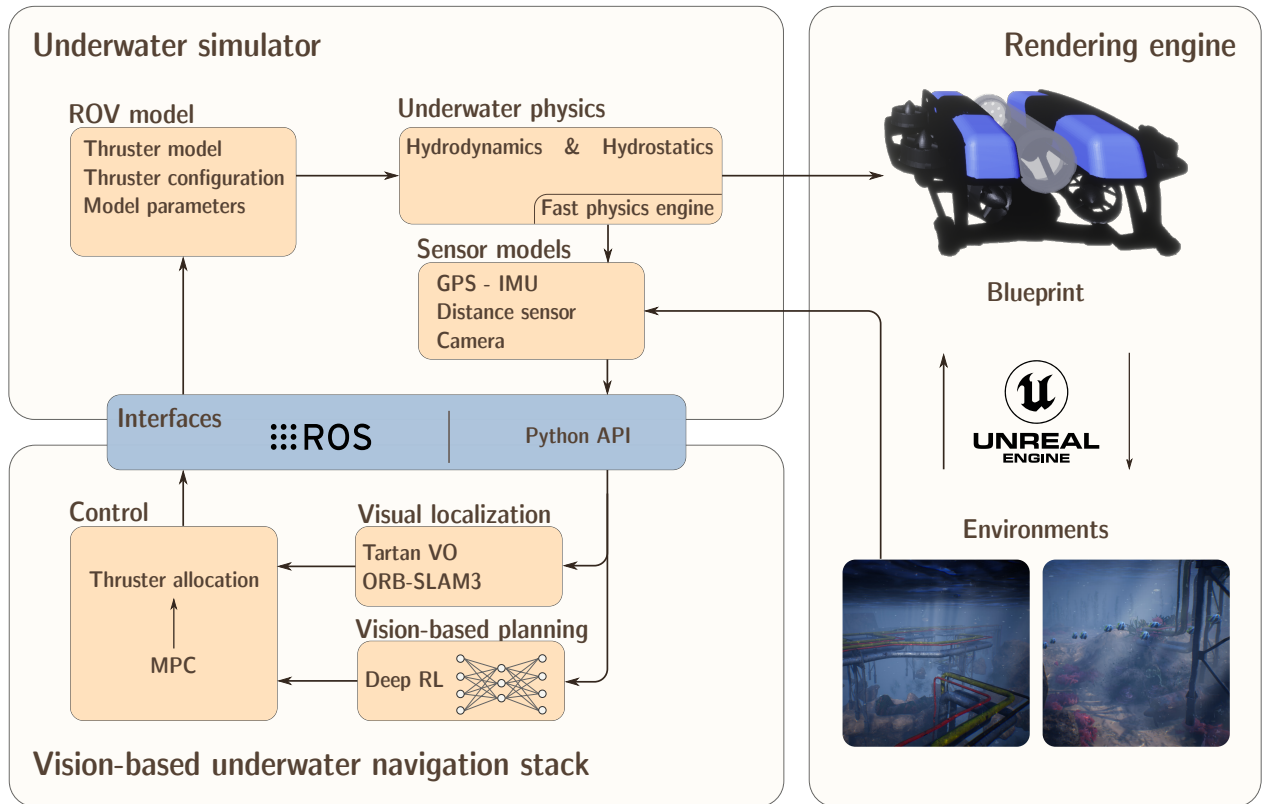 Underwater simulator
ROV model
Thruster model
Thruster configuration
Model parameters
Underwater physics
Hydrodynamics & Hydrostatics
Fast physics engine
Sensor models
GPS - IMU
Distance sensor
Camera
Interfaces
ROS
Python API
Control
Thruster allocation
MPC
Visual localization
Tartan VO
ORB-SLAM3
Vision-based planning
Deep RL
Vision-based underwater navigation stack
Rendering engine
Blueprint
UNREAL
ENGINE
Environments